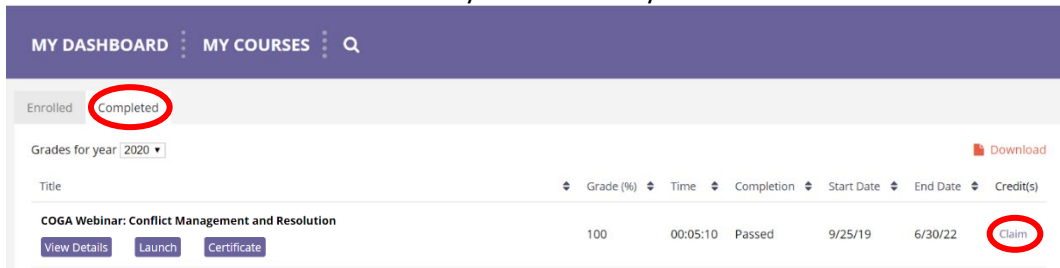 MY DASHBOARD MY COURSES
Enrolled Completed
Grades for year 2020
Download
Title Grade (%) Time Completion Start Date End Date Credit(s)
COGA Webinar: Conflict Management and Resolution
100 00:05:10 Passed 9/25/19 6/30/22 Claim
View Details Launch Certificate